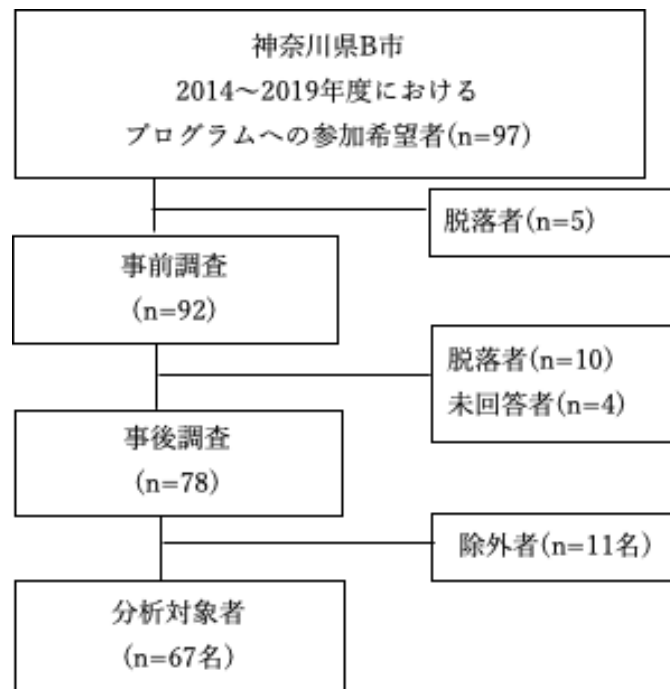 神奈川県B市
2014～2019年度における
プログラムへの参加希望者(n=97)
脱落者(n=5)
事前調査
(n=92)
脱落者(n=10)
未回答者(n=4)
事後調査
(n=78)
除外者(n=11名)
分析対象者
(n=67名)